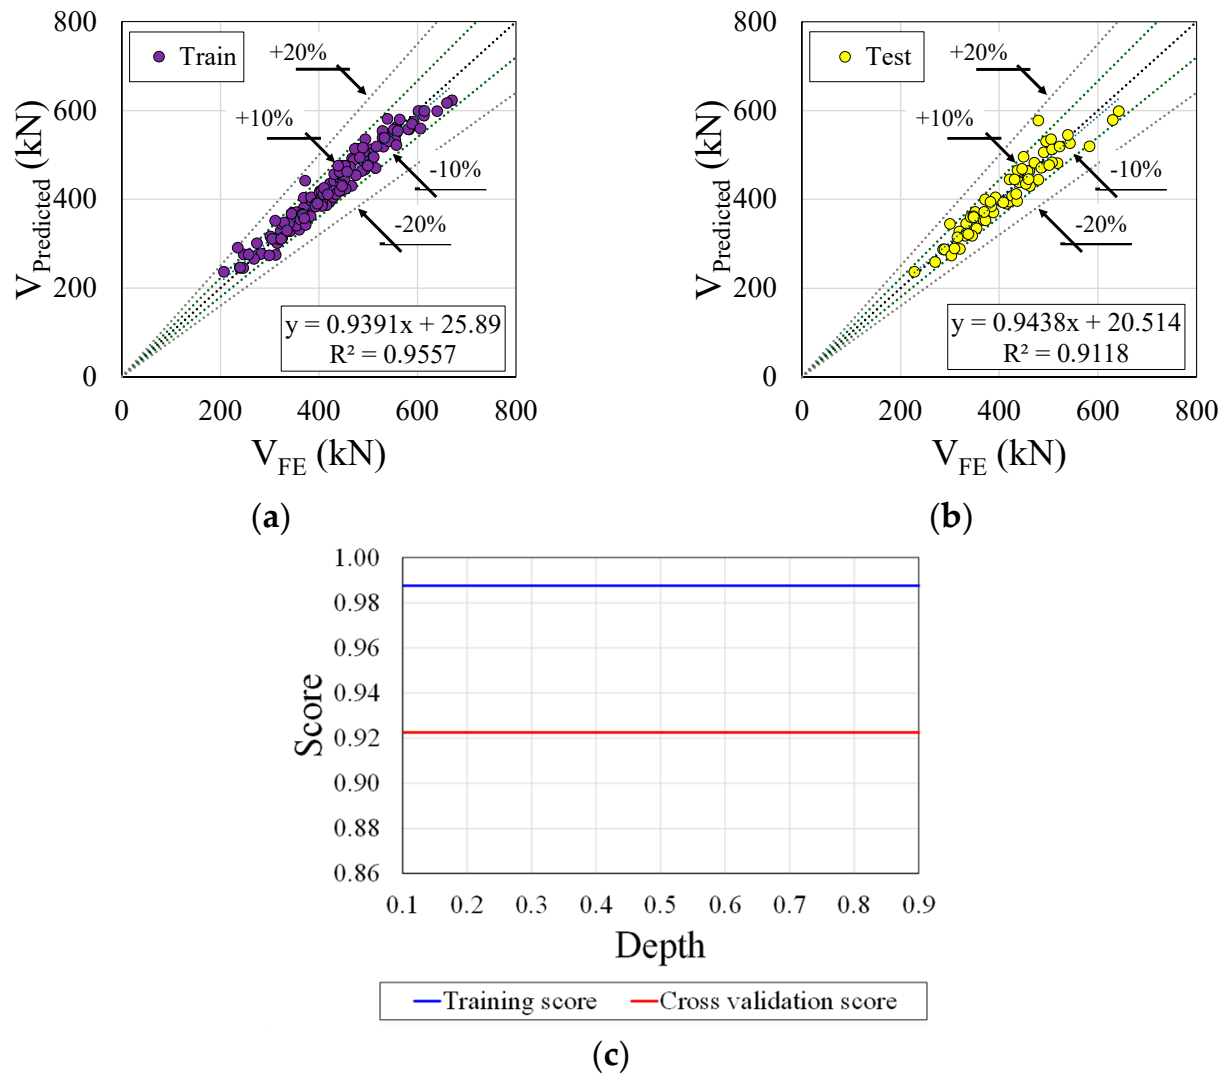 800
600
400
200
0
V_Predicted (kN)
Train
+20%
+10%
-10%
-20%
y = 0.9391x + 25.89
R² = 0.9557
0 200 400 600 800
V_FE (kN)
(a)
800
600
400
200
0
V_Predicted (kN)
Test
+20%
+10%
-10%
-20%
y = 0.9438x + 20.514
R² = 0.9118
0 200 400 600 800
V_FE (kN)
(b)
1.00
0.98
0.96
0.94
0.92
0.90
0.88
0.86
Score
0.1 0.2 0.3 0.4 0.5 0.6 0.7 0.8 0.9
Depth
Training score Cross validation score
(c)